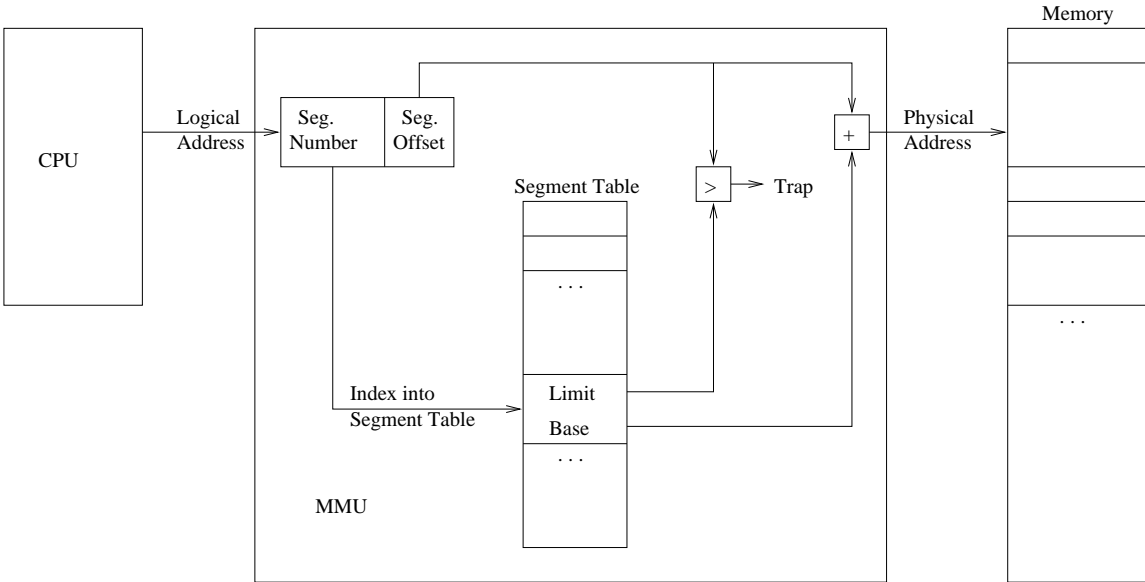 Memory
Logical
Address
CPU
Seg.
Number
Seg.
Offset
+
Physical
Address
Segment Table
>
Trap
. . .
. . .
Index into
Segment Table
Limit
Base
. . .
MMU